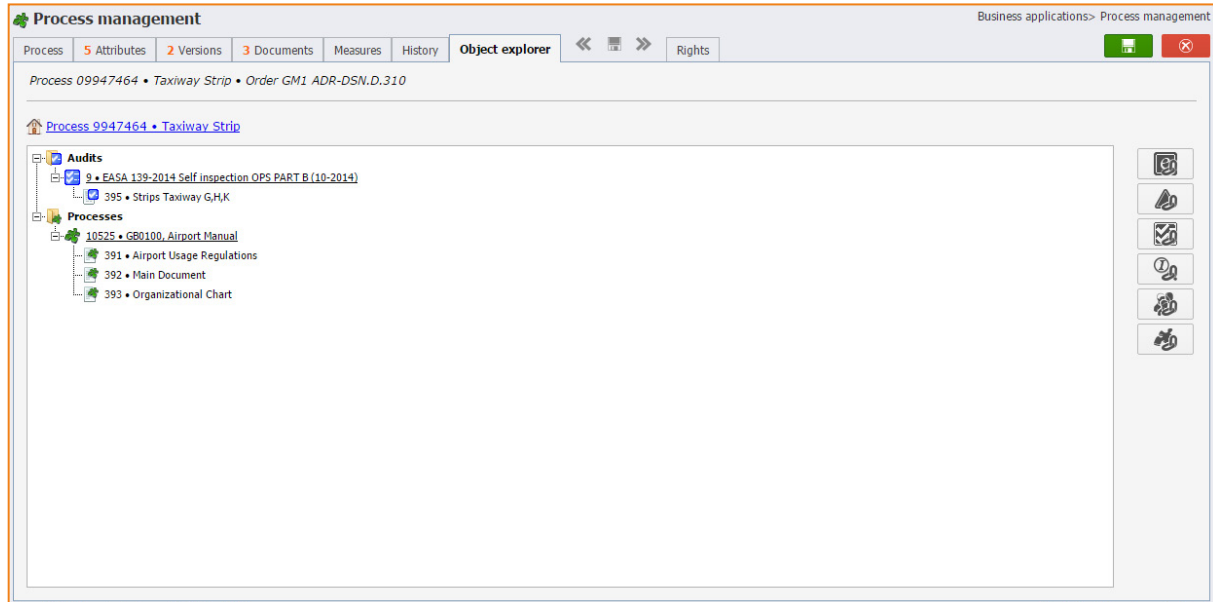 Process management
Business applications> Process management
Process 5 Attributes 2 Versions 3 Documents Measures History Object explorer Rights
Process 09947464 • Taxiway Strip • Order GM1 ADR-DSN.D.310
Process 9947464 • Taxiway Strip
Audits
9 • EASA 139-2014 Self inspection OPS PART B (10-2014)
395 • Strips Taxiway G,H,K
Processes
10525 • GB0100, Airport Manual
391 • Airport Usage Regulations
392 • Main Document
393 • Organizational Chart